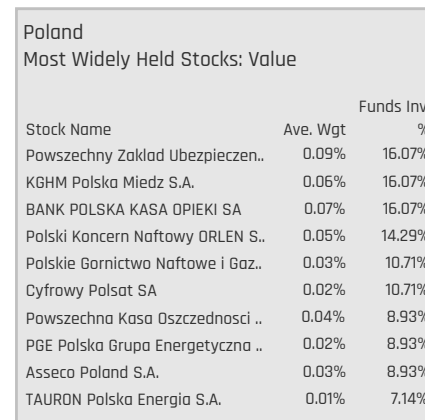 Poland
Most Widely Held Stocks: Value
Funds Inv
Stock Name Ave. Wgt %
Powszechny Zaklad Ubezpieczen.. 0.09% 16.07%
KGHM Polska Miedz S.A. 0.06% 16.07%
BANK POLSKA KASA OPIEKI SA 0.07% 16.07%
Polski Koncern Naftowy ORLEN S.. 0.05% 14.29%
Polskie Gornictwo Naftowe i Gaz.. 0.03% 10.71%
Cyfrowy Polsat SA 0.02% 10.71%
Powszechna Kasa Oszczednosci .. 0.04% 8.93%
PGE Polska Grupa Energetyczna .. 0.02% 8.93%
Asseco Poland S.A. 0.03% 8.93%
TAURON Polska Energia S.A. 0.01% 7.14%